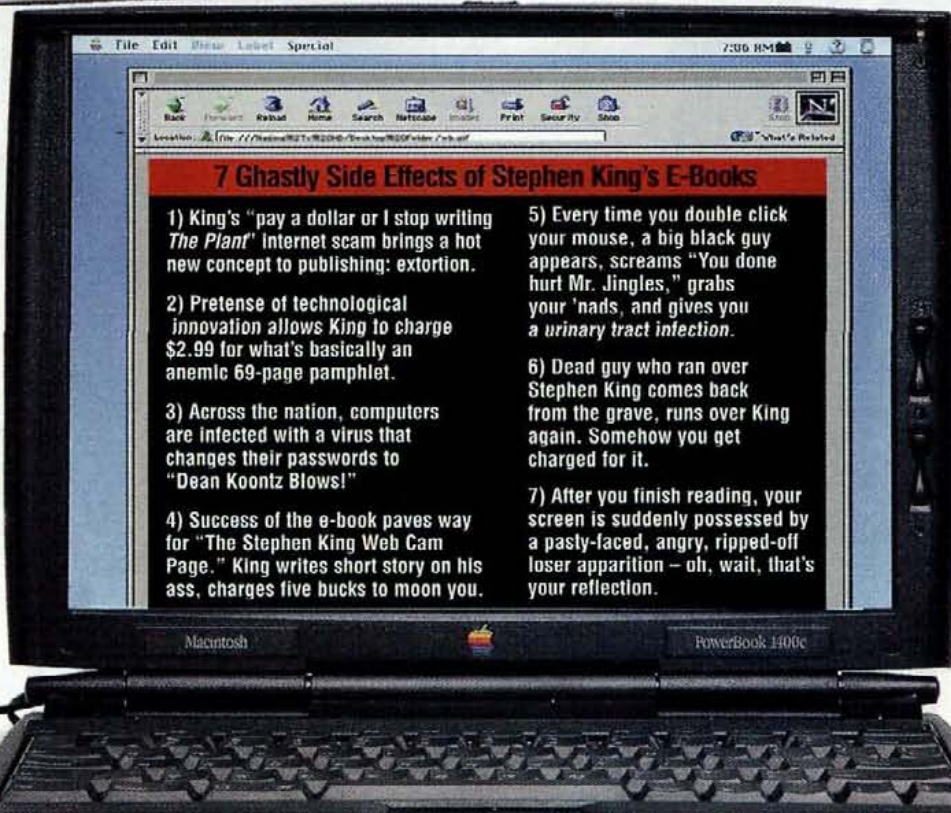 File Edit View Label Special
7:06 AM
Back Forward Reload Home Search Netscape Images Print Security Shop Stop N
Location:
What's Related
7 Ghastly Side Effects of Stephen King's E-Books
1) King's "pay a dollar or I stop writing
The Plant" internet scam brings a hot
new concept to publishing: extortion.
2) Pretense of technological
innovation allows King to charge
$2.99 for what's basically an
anemic 69-page pamphlet.
3) Across the nation, computers
are infected with a virus that
changes their passwords to
"Dean Koontz Blows!"
4) Success of the e-book paves way
for "The Stephen King Web Cam
Page." King writes short story on his
ass, charges five bucks to moon you.
5) Every time you double click
your mouse, a big black guy
appears, screams "You done
hurt Mr. Jingles," grabs
your 'nads, and gives you
a urinary tract infection.
6) Dead guy who ran over
Stephen King comes back
from the grave, runs over King
again. Somehow you get
charged for it.
7) After you finish reading, your
screen is suddenly possessed by
a pasty-faced, angry, ripped-off
loser apparition – oh, wait, that's
your reflection.
Macintosh
PowerBook 1400c